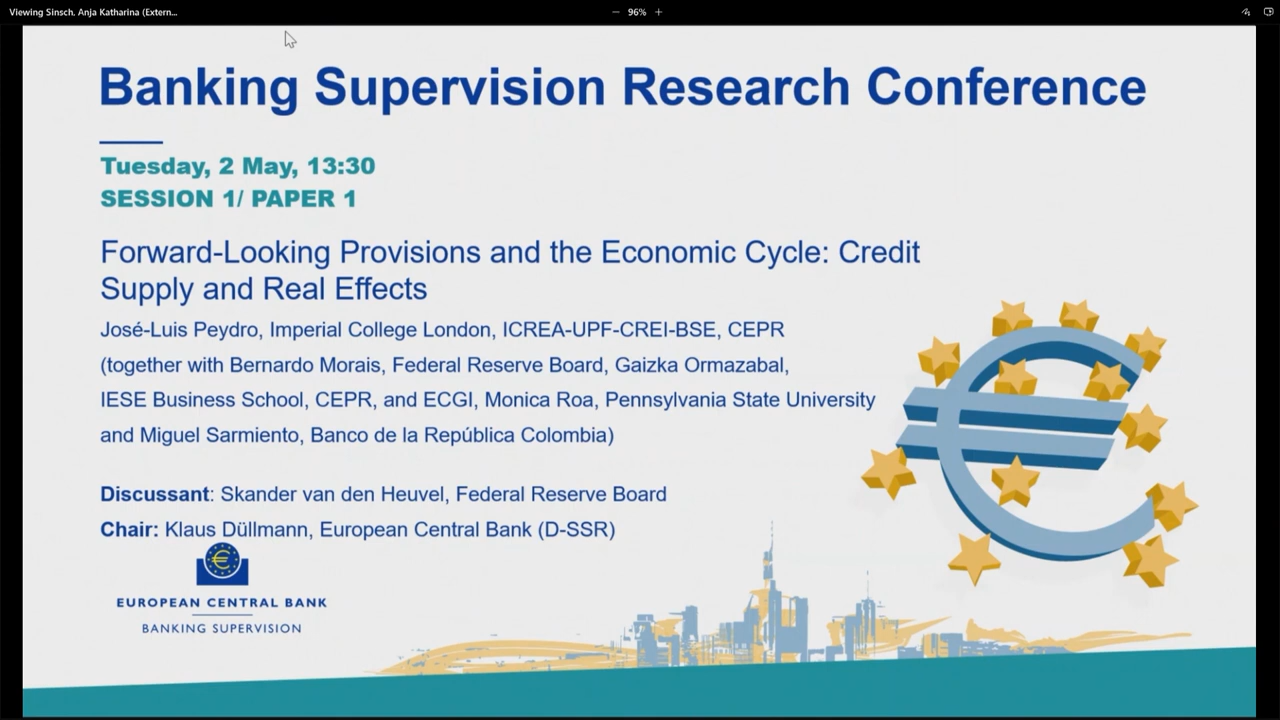 Viewing Sinsch, Anja Katharina (Extern...
96%
Banking Supervision Research Conference
Tuesday, 2 May, 13:30
SESSION 1/ PAPER 1
Forward-Looking Provisions and the Economic Cycle: Credit
Supply and Real Effects
José-Luis Peydro, Imperial College London, ICREA-UPF-CREI-BSE, CEPR
(together with Bernardo Morais, Federal Reserve Board, Gaizka Ormazabal,
IESE Business School, CEPR, and ECGI, Monica Roa, Pennsylvania State University
and Miguel Sarmiento, Banco de la República Colombia)
Discussant: Skander van den Heuvel, Federal Reserve Board
Chair: Klaus Düllmann, European Central Bank (D-SSR)
EUROPEAN CENTRAL BANK
BANKING SUPERVISION